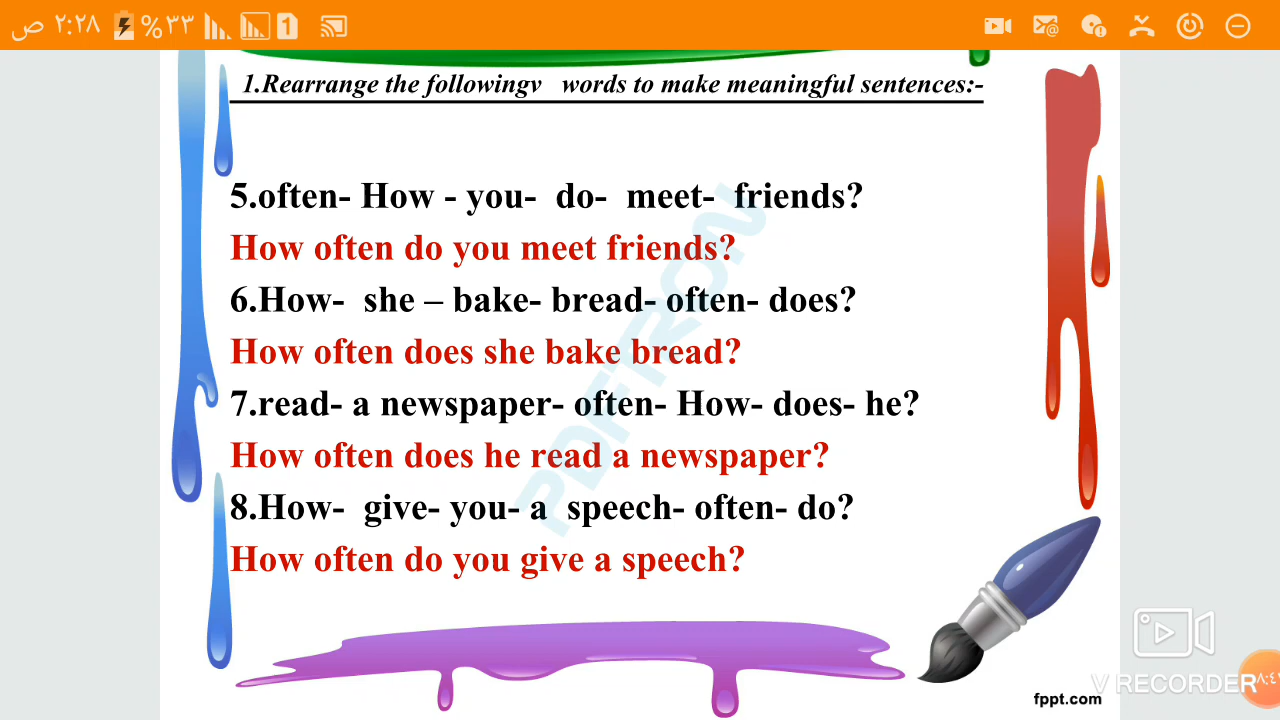 ص ٢:٢٨ %٣٣ 1
1.Rearrange the followingv words to make meaningful sentences:-
5.often- How - you- do- meet- friends?
How often do you meet friends?
6.How- she – bake- bread- often- does?
How often does she bake bread?
7.read- a newspaper- often- How- does- he?
How often does he read a newspaper?
8.How- give- you- a speech- often- do?
How often do you give a speech?
PDFTRON
V RECORDER
fppt.com